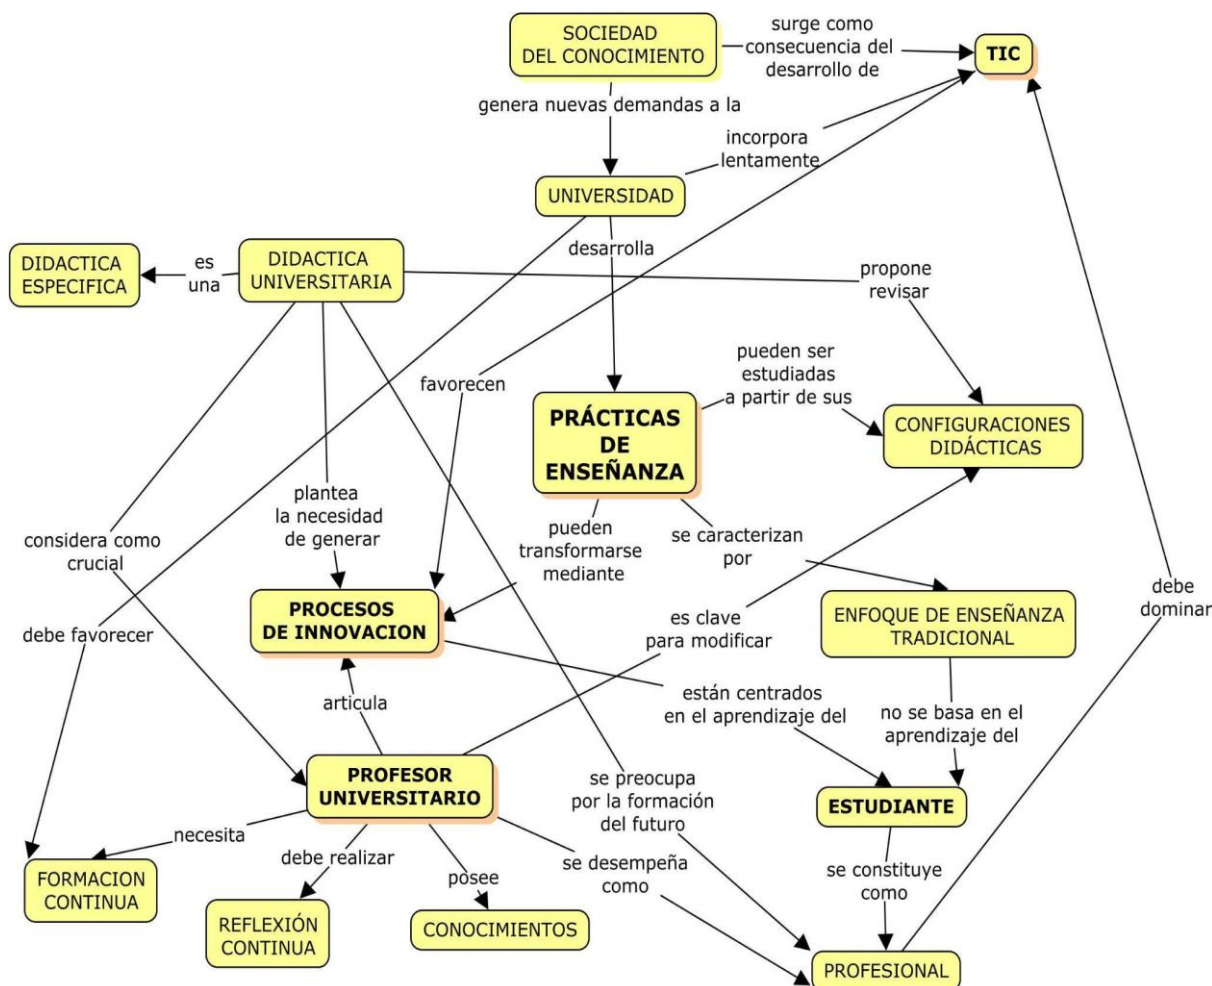 SOCIEDAD
DEL CONOCIMIENTO
surge como
consecuencia del
desarrollo de
TIC
genera nuevas demandas a la
incorpora
lentamente
UNIVERSIDAD
desarrolla
DIDACTICA
ESPECIFICA
es
una
DIDACTICA
UNIVERSITARIA
propone
revisar
favorecen
pueden ser
estudiadas
a partir de sus
PRÁCTICAS
DE
ENSEÑANZA
CONFIGURACIONES
DIDÁCTICAS
plantea
la necesidad
de generar
considera como
crucial
pueden
transformarse
mediante
se caracterizan
por
debe
dominar
debe favorecer
PROCESOS
DE INNOVACION
es clave
para modificar
ENFOQUE DE ENSEÑANZA
TRADICIONAL
articula
están centrados
en el aprendizaje del
no se basa en el
aprendizaje del
PROFESOR
UNIVERSITARIO
se preocupa
por la formación
del futuro
ESTUDIANTE
necesita
debe realizar
posee
se desempeña
como
se constituye
como
FORMACION
CONTINUA
REFLEXIÓN
CONTINUA
CONOCIMIENTOS
PROFESIONAL